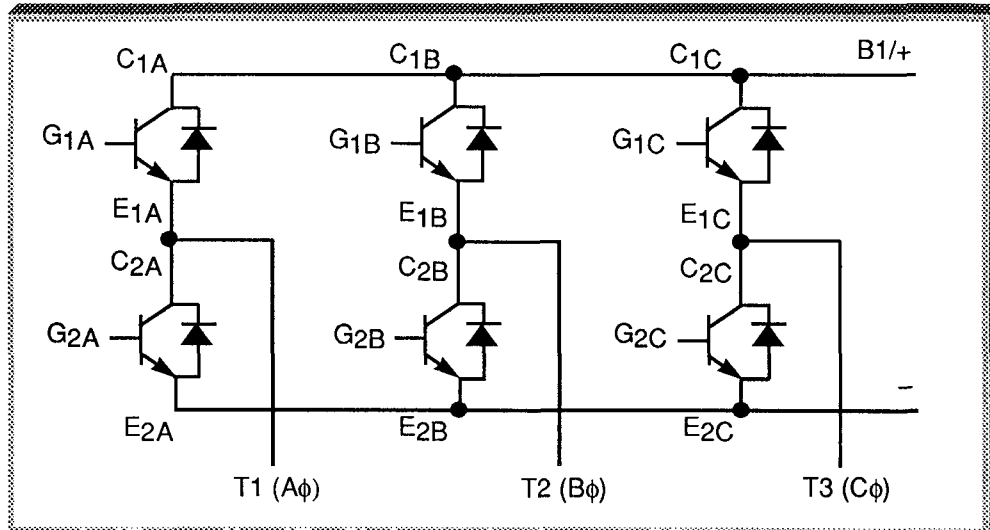 C1A C1B C1C B1/+
G1A G1B G1C
E1A E1B E1C
C2A C2B C2C
G2A G2B G2C
–
E2A E2B E2C
T1 (Aϕ) T2 (Bϕ) T3 (Cϕ)